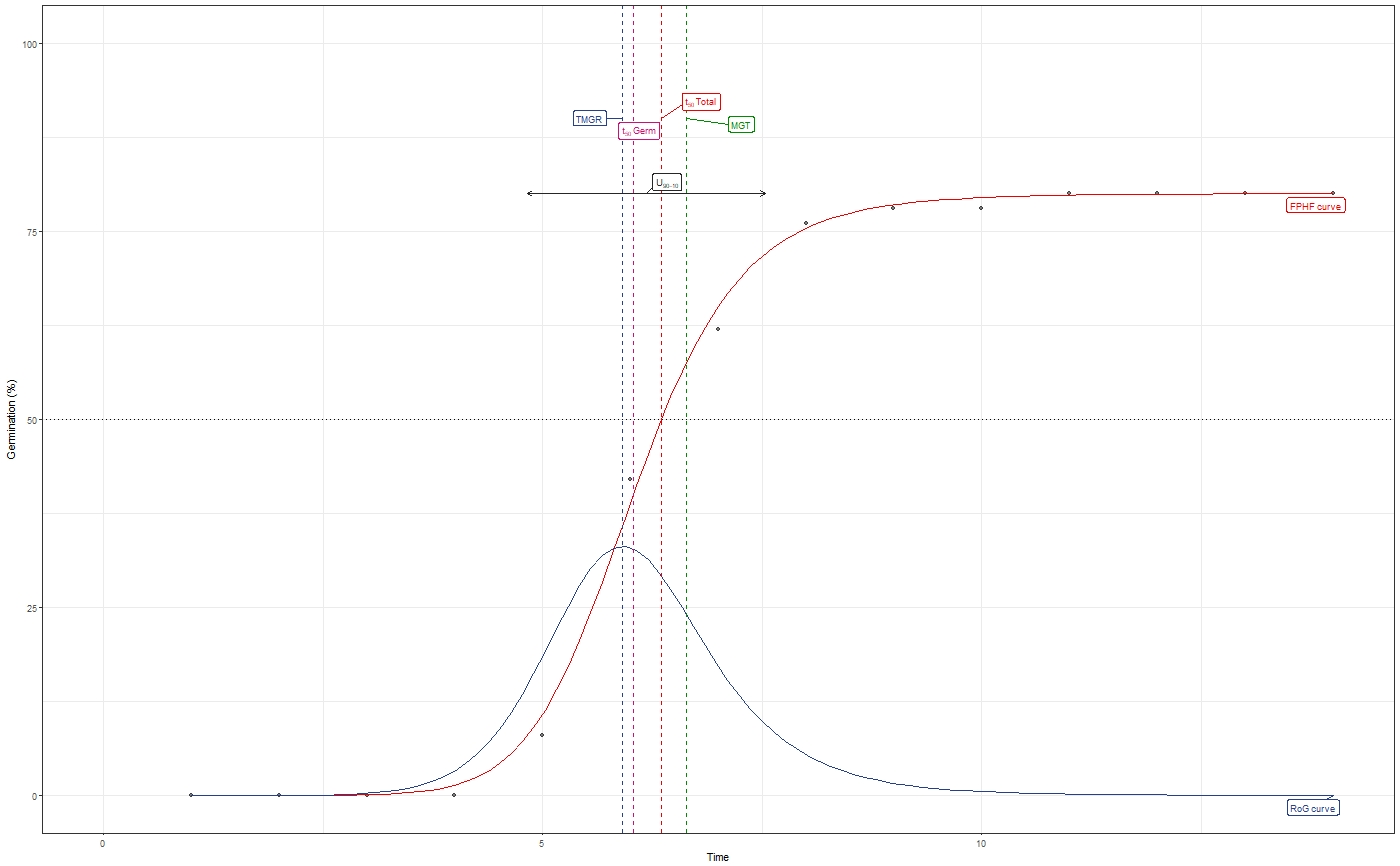 100
75
50
25
0
Germination (%)
t50 Total
TMGR
MGT
t50 Germ
U90-10
FPHF curve
RoG curve
0 5 10
Time